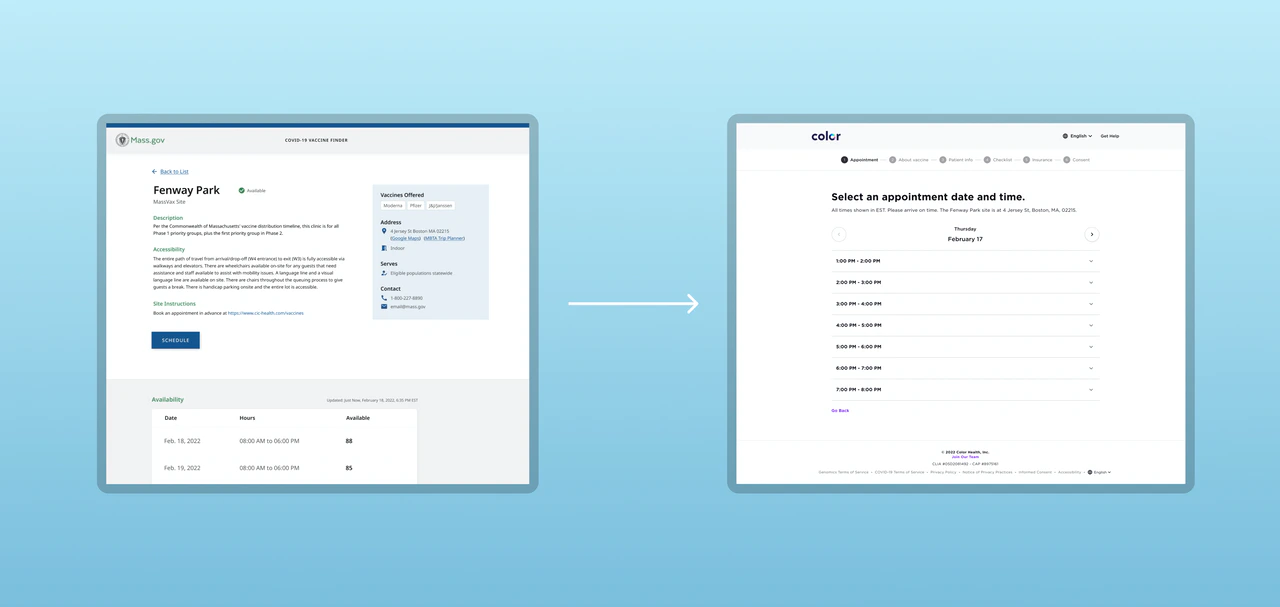 Mass.gov
COVID-19 VACCINE FINDER
Back to List
Fenway Park
Available
MassVax Site
Description
Per the Commonwealth of Massachusetts' vaccine distribution timeline, this clinic is for all
Phase 1 priority groups, plus the first priority group in Phase 2.
Accessibility
The entire path of travel from arrival/drop-off (W4 entrance) to exit (W3) is fully accessible via
walkways and elevators. There are wheelchairs available on-site for any guests that need
assistance and staff available to assist with mobility issues. A language line and a visual
language line are available on site. There are chairs throughout the queuing process to give
guests a break. There is handicap parking onsite and the entire lot is accessible.
Site Instructions
Book an appointment in advance at https://www.cic-health.com/vaccines
SCHEDULE
Vaccines Offered
Moderna Pfizer J&J/Janssen
Address
4 Jersey St Boston MA 02215
(Google Maps) (MBTA Trip Planner)
Indoor
Serves
Eligible populations statewide
Contact
1-800-227-8890
email@mass.gov
Availability
Updated: Just Now, February 18, 2022, 6:35 PM EST
Date Hours Available
Feb. 18, 2022 08:00 AM to 06:00 PM 88
Feb. 19, 2022 08:00 AM to 06:00 PM 85
color
English
Get Help
1 Appointment 2 About vaccine 3 Patient info 4 Checklist 5 Insurance 6 Consent
Select an appointment date and time.
All times shown in EST. Please arrive on time. The Fenway Park site is at 4 Jersey St, Boston, MA, 02215.
Thursday
February 17
1:00 PM - 2:00 PM
2:00 PM - 3:00 PM
3:00 PM - 4:00 PM
4:00 PM - 5:00 PM
5:00 PM - 6:00 PM
6:00 PM - 7:00 PM
7:00 PM - 8:00 PM
Go Back
© 2022 Color Health, Inc.
Join Our Team
Genomics Terms of Service • COVID-19 Terms of Service • Privacy Policy • Notice of Privacy Practices • Informed Consent • Accessibility • English